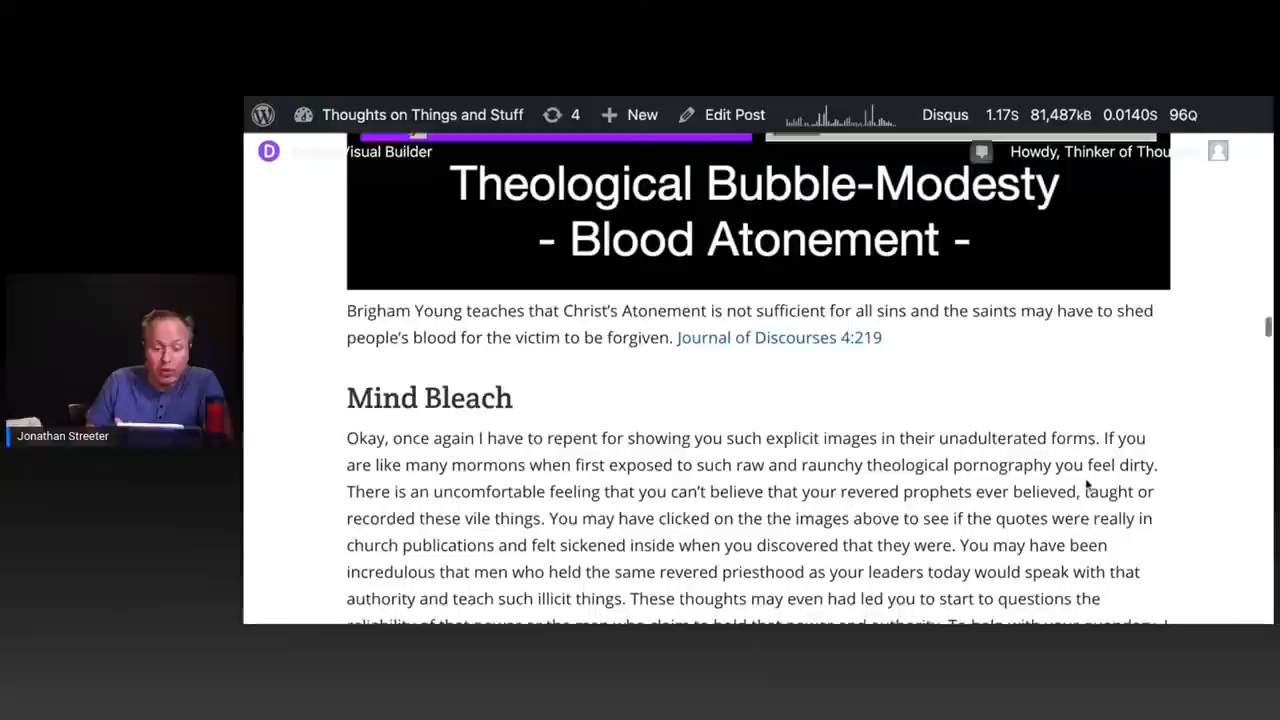 Thoughts on Things and Stuff 4 New Edit Post Disqus 1.17s 81,487kB 0.0140s 96Q
D Visual Builder Howdy, Thinker of
Theological Bubble-Modesty
- Blood Atonement -
Brigham Young teaches that Christ's Atonement is not sufficient for all sins and the saints may have to shed
people's blood for the victim to be forgiven. Journal of Discourses 4:219
Mind Bleach
Okay, once again I have to repent for showing you such explicit images in their unadulterated forms. If you
are like many mormons when first exposed to such raw and raunchy theological pornography you feel dirty.
There is an uncomfortable feeling that you can't believe that your revered prophets ever believed, taught or
recorded these vile things. You may have clicked on the the images above to see if the quotes were really in
church publications and felt sickened inside when you discovered that they were. You may have been
incredulous that men who held the same revered priesthood as your leaders today would speak with that
authority and teach such illicit things. These thoughts may even had led you to start to questions the
Jonathan Streeter